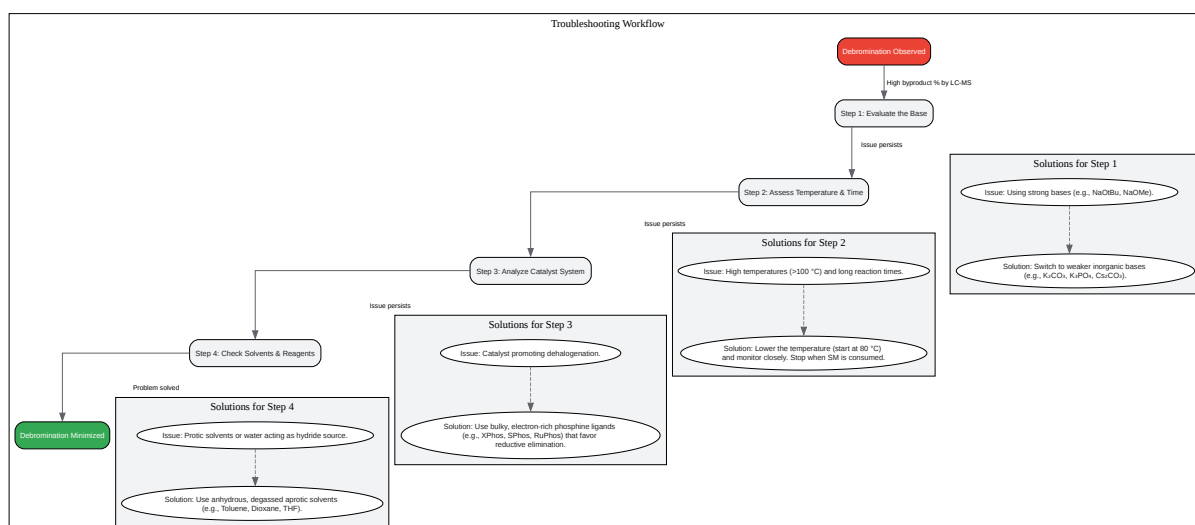 Troubleshooting Workflow
Debromination Observed
High byproduct % by LC-MS
Step 1: Evaluate the Base
Issue persists
Solutions for Step 1
Issue: Using strong bases (e.g., NaOtBu, NaOMe).
Solution: Switch to weaker inorganic bases
(e.g., K₂CO₃, K₃PO₄, Cs₂CO₃).
Step 2: Assess Temperature & Time
Issue persists
Solutions for Step 2
Issue: High temperatures (>100 °C) and long reaction times.
Solution: Lower the temperature (start at 80 °C)
and monitor closely. Stop when SM is consumed.
Step 3: Analyze Catalyst System
Issue persists
Solutions for Step 3
Issue: Catalyst promoting dehalogenation.
Solution: Use bulky, electron-rich phosphine ligands
(e.g., XPhos, SPhos, RuPhos) that favor
reductive elimination.
Step 4: Check Solvents & Reagents
Problem solved
Solutions for Step 4
Issue: Protic solvents or water acting as hydride source.
Solution: Use anhydrous, degassed aprotic solvents
(e.g., Toluene, Dioxane, THF).
Debromination Minimized